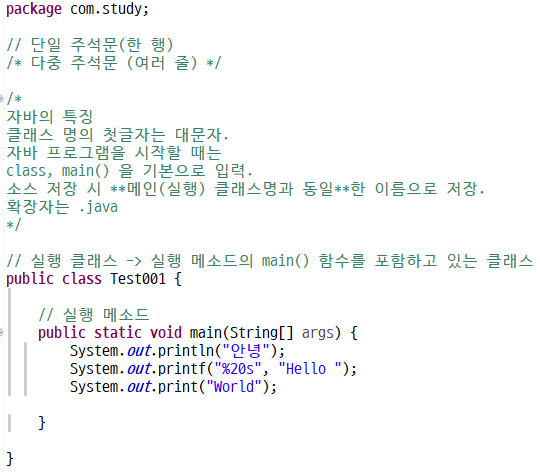 package com.study;
// 단일 주석문(한 행)
/* 다중 주석문 (여러 줄) */
/*
자바의 특징
클래스 명의 첫글자는 대문자.
자바 프로그램을 시작할 때는
class, main() 을 기본으로 입력.
소스 저장 시 **메인(실행) 클래스명과 동일**한 이름으로 저장.
확장자는 .java
*/
// 실행 클래스 -> 실행 메소드의 main() 함수를 포함하고 있는 클래스
public class Test001 {
// 실행 메소드
public static void main(String[] args) {
System.out.println("안녕");
System.out.printf("%20s", "Hello ");
System.out.print("World");
}
}